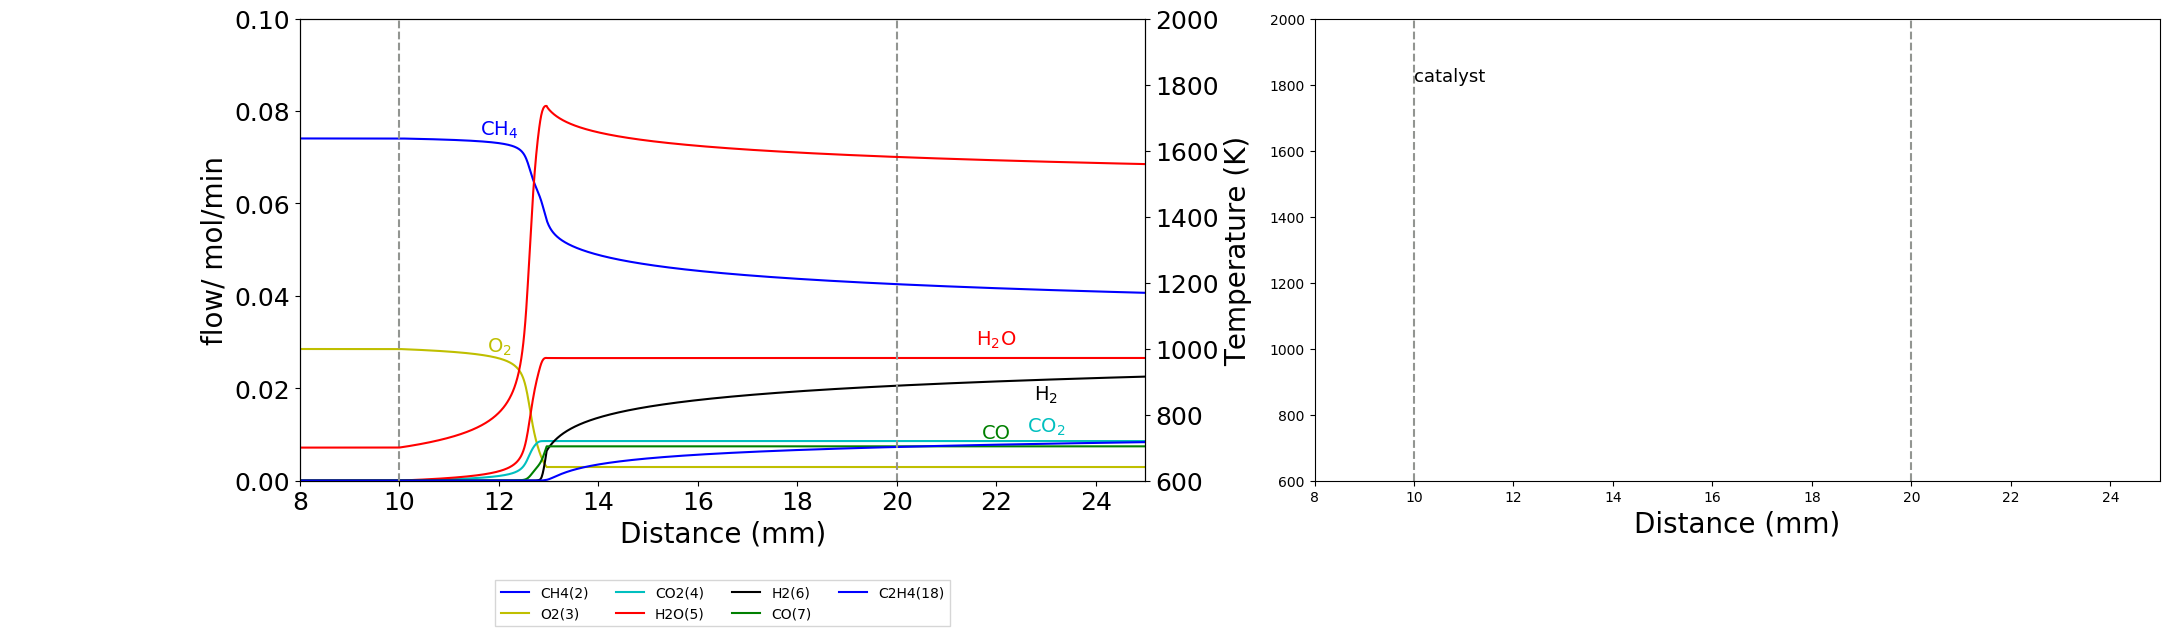 0.10
0.08
0.06
0.04
0.02
0.00
flow/ mol/min
CH₄
O₂
H₂O
H₂
CO₂
CO
8 10 12 14 16 18 20 22 24
Distance (mm)
2000
1800
1600
1400
1200
1000
800
600
Temperature (K)
CH4(2) CO2(4) H2(6) C2H4(18)
O2(3) H2O(5) CO(7)
2000
1800
1600
1400
1200
1000
800
600
catalyst
8 10 12 14 16 18 20 22 24
Distance (mm)